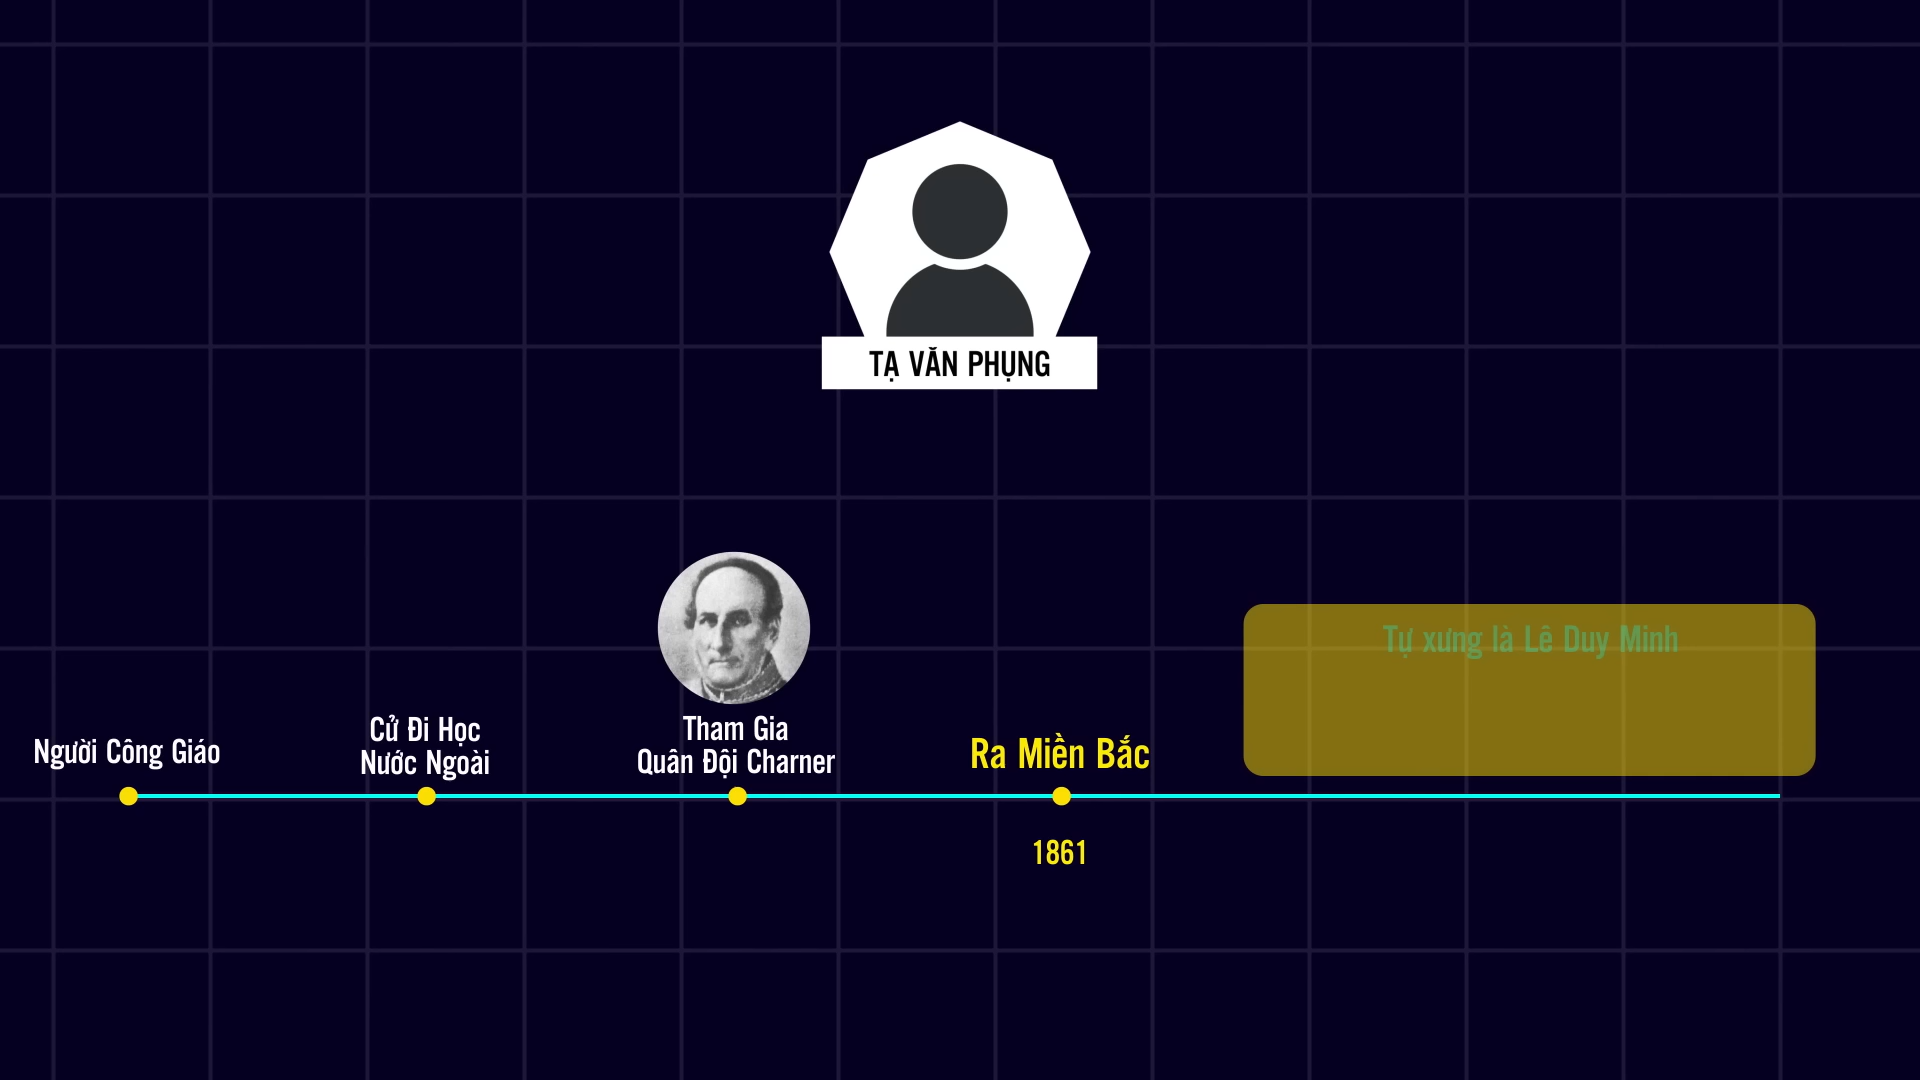 TẠ VĂN PHỤNG
Tự xưng là Lê Duy Minh
Người Công Giáo
Cử Đi Học
Nước Ngoài
Tham Gia
Quân Đội Charner
Ra Miền Bắc
1861